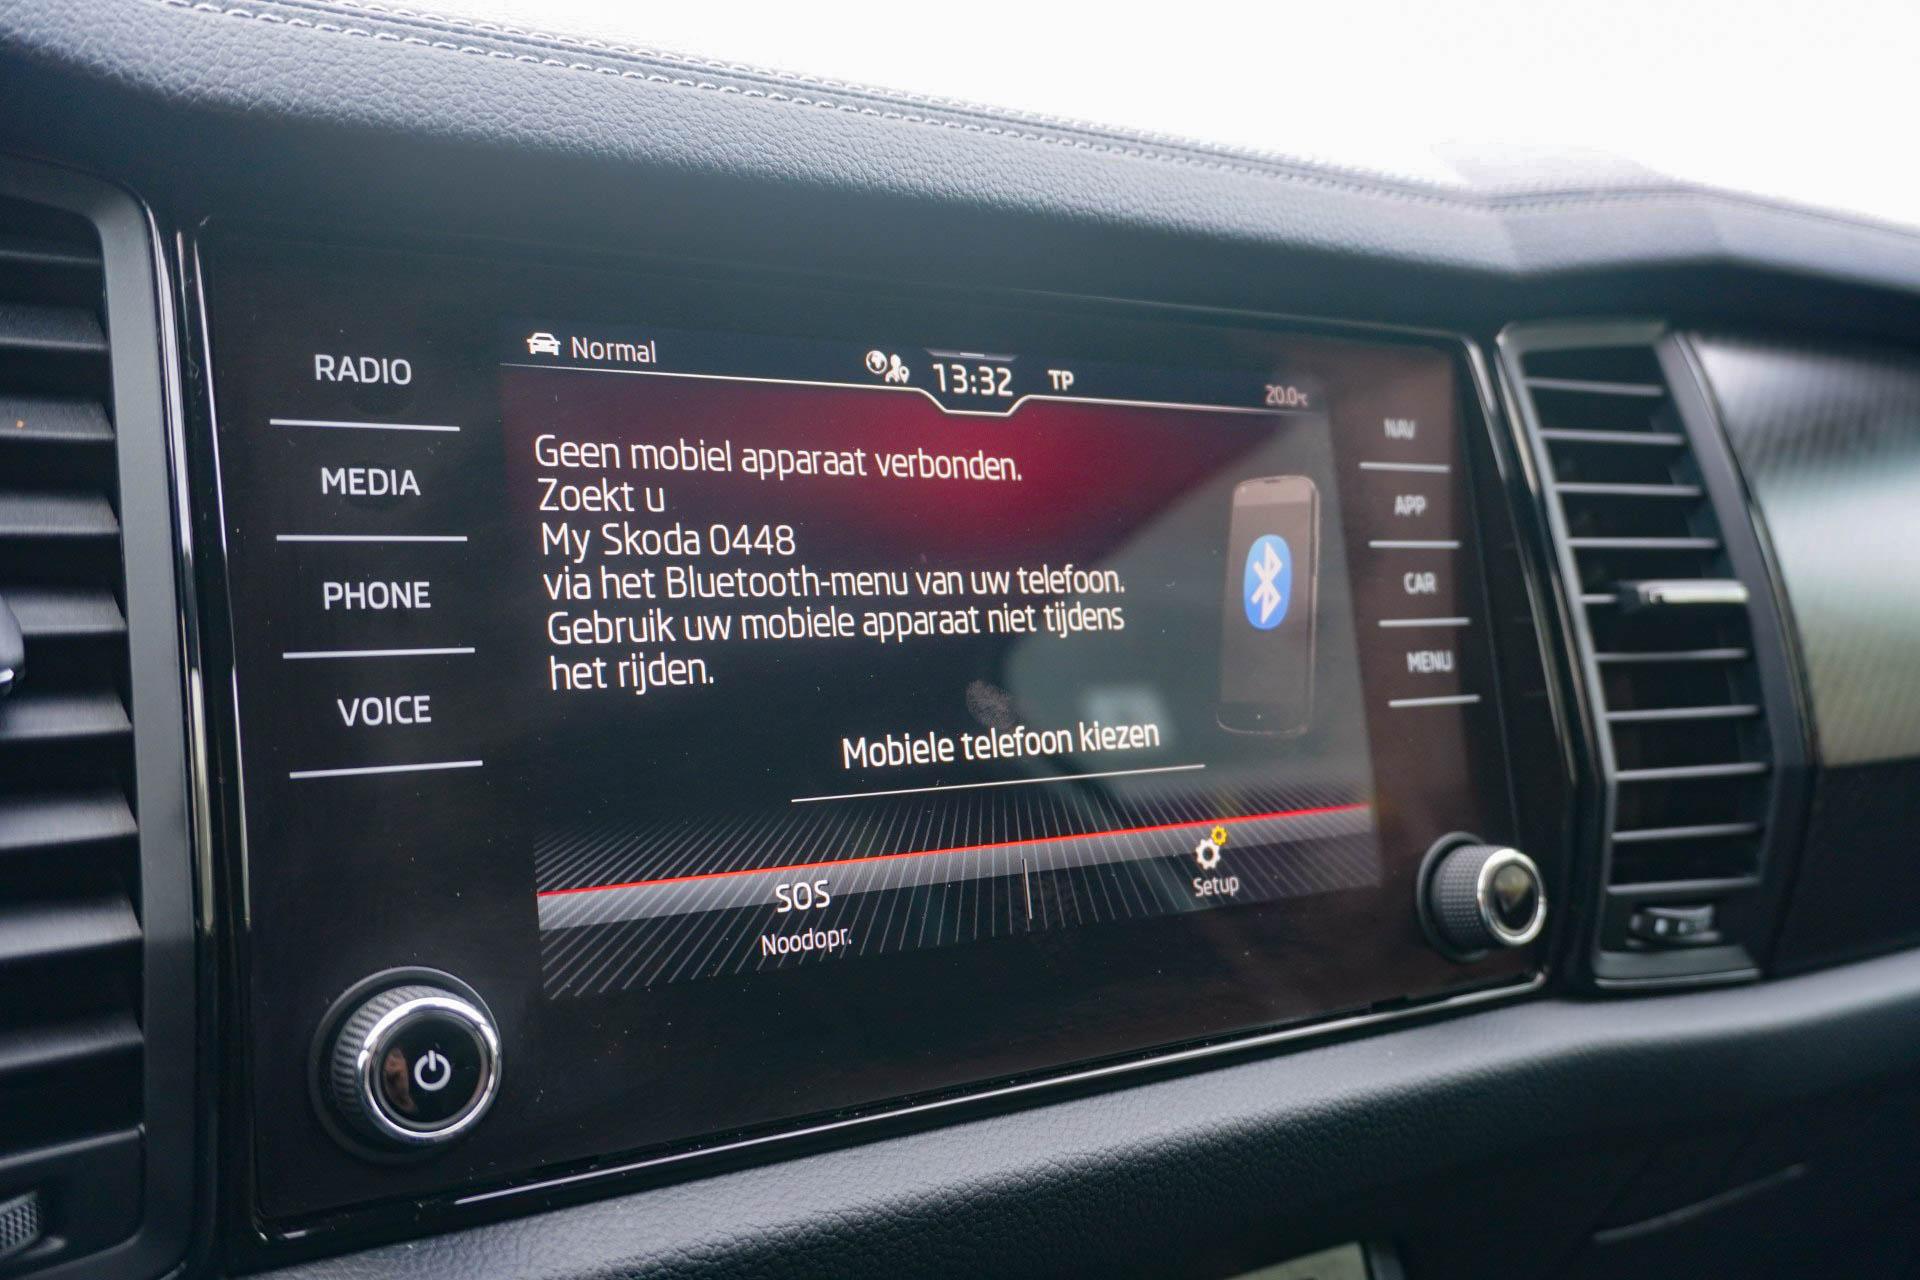 Normal
13:32
TP
20.0°C
RADIO
MEDIA
PHONE
VOICE
Geen mobiel apparaat verbonden.
Zoekt u
My Skoda 0448
via het Bluetooth-menu van uw telefoon.
Gebruik uw mobiele apparaat niet tijdens
het rijden.
Mobiele telefoon kiezen
SOS
Noodopr.
Setup
NAV
APP
CAR
MENU